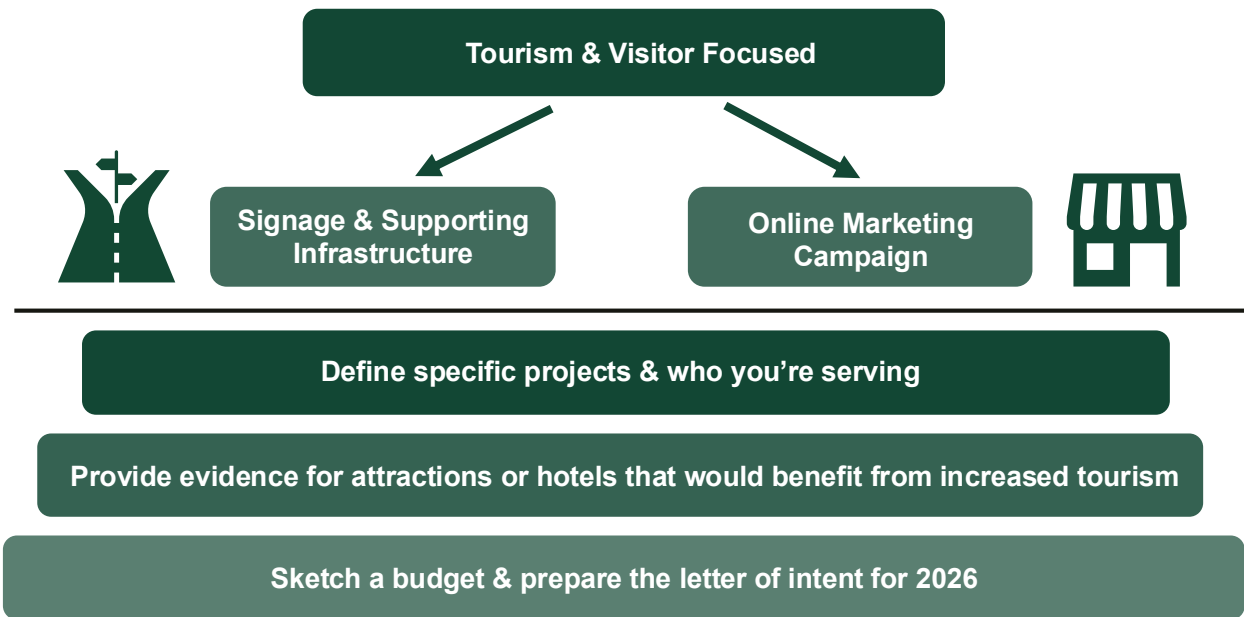 Tourism & Visitor Focused
Signage & Supporting
Infrastructure
Online Marketing
Campaign
Define specific projects & who you’re serving
Provide evidence for attractions or hotels that would benefit from increased tourism
Sketch a budget & prepare the letter of intent for 2026